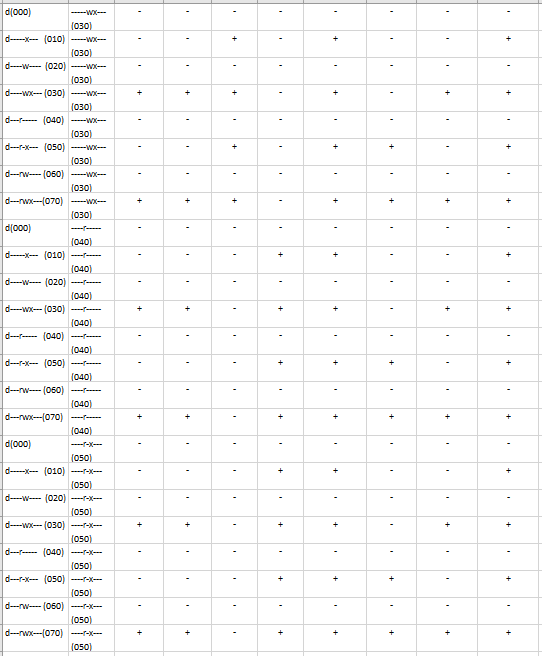 d(000) -----wx--- - - - - - - - -
(030)
d-----x--- (010) -----wx--- - - + - + - - +
(030)
d----w---- (020) -----wx--- - - - - - - - -
(030)
d----wx--- (030) -----wx--- + + + - + - + +
(030)
d---r----- (040) -----wx--- - - - - - - - -
(030)
d---r-x--- (050) -----wx--- - - + - + + - +
(030)
d---rw---- (060) -----wx--- - - - - - - - -
(030)
d---rwx---(070) -----wx--- + + + - + + + +
(030)
d(000) ----r----- - - - - - - - -
(040)
d-----x--- (010) ----r----- - - - + + - - +
(040)
d----w---- (020) ----r----- - - - - - - - -
(040)
d----wx--- (030) ----r----- + + - + + - + +
(040)
d---r----- (040) ----r----- - - - - - - - -
(040)
d---r-x--- (050) ----r----- - - - + + + - +
(040)
d---rw---- (060) ----r----- - - - - - - - -
(040)
d---rwx---(070) ----r----- + + - + + + + +
(040)
d(000) ----r-x--- - - - - - - - -
(050)
d-----x--- (010) ----r-x--- - - - + + - - +
(050)
d----w---- (020) ----r-x--- - - - - - - - -
(050)
d----wx--- (030) ----r-x--- + + - + + - + +
(050)
d---r----- (040) ----r-x--- - - - - - - - -
(050)
d---r-x--- (050) ----r-x--- - - - + + + - +
(050)
d---rw---- (060) ----r-x--- - - - - - - - -
(050)
d---rwx---(070) ----r-x--- + + - + + + + +
(050)